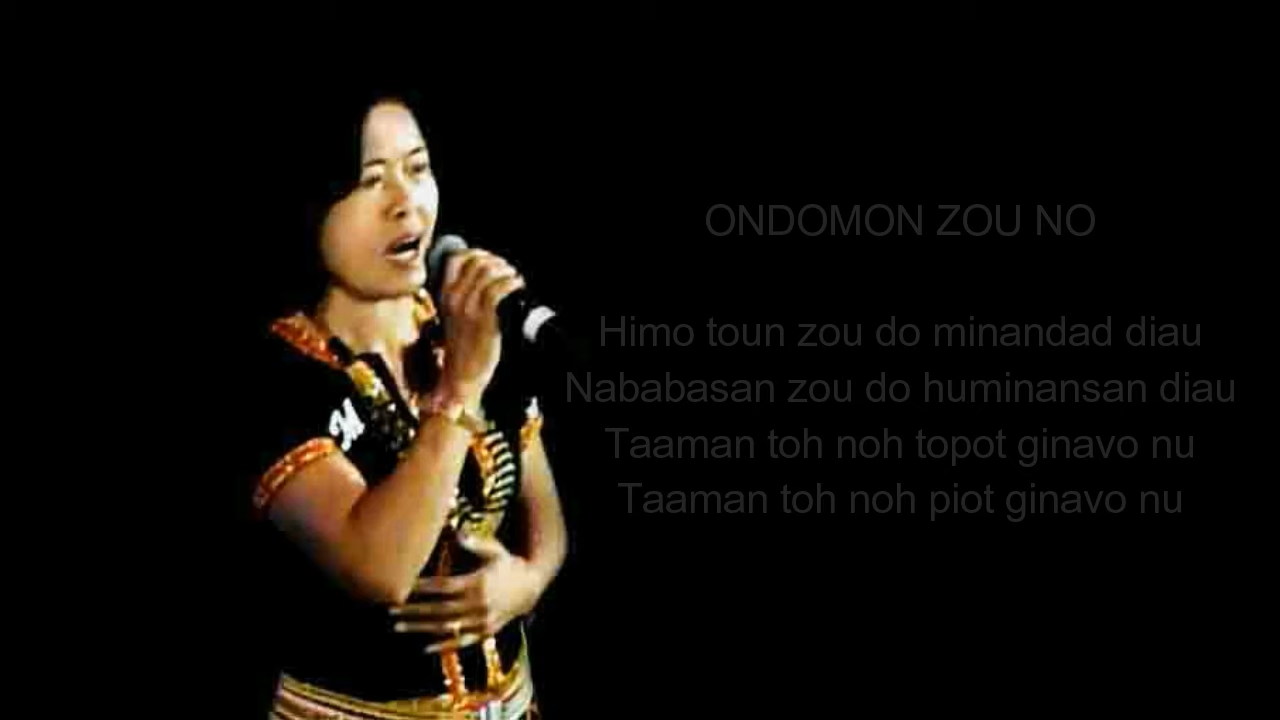 ONDOMON ZOU NO
Himo toun zou do minandad diau
Nababasan zou do huminansan diau
Taaman toh noh topot ginavo nu
Taaman toh noh piot ginavo nu
M